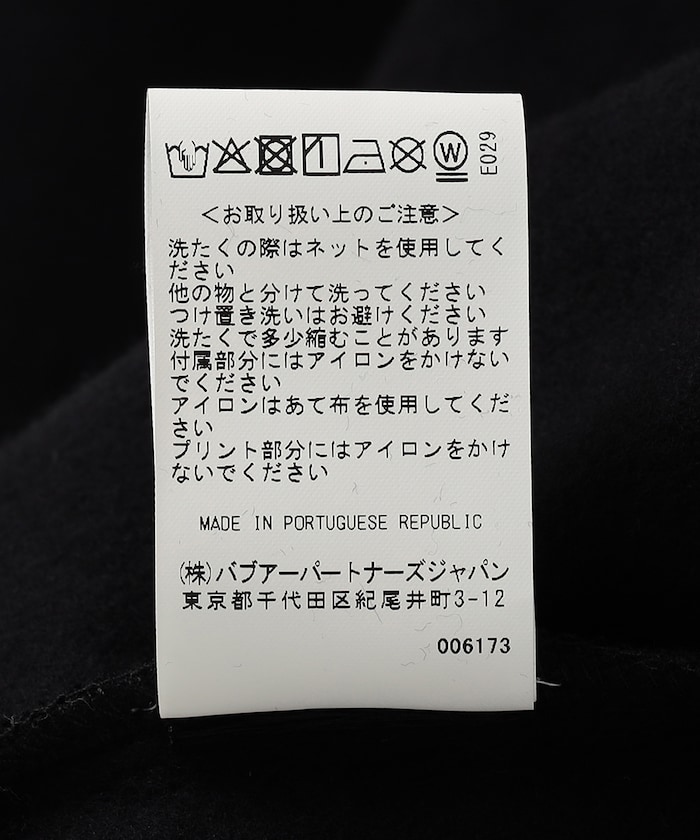 W
E029
＜お取り扱い上のご注意＞
洗たくの際はネットを使用してく
ださい
他の物と分けて洗ってください
つけ置き洗いはお避けください
洗たくで多少縮むことがあります
付属部分にはアイロンをかけない
でください
アイロンはあて布を使用してくだ
さい
プリント部分にはアイロンをかけ
ないでください
MADE IN PORTUGUESE REPUBLIC
(株)バブアーパートナーズジャパン
東京都千代田区紀尾井町3-12
006173